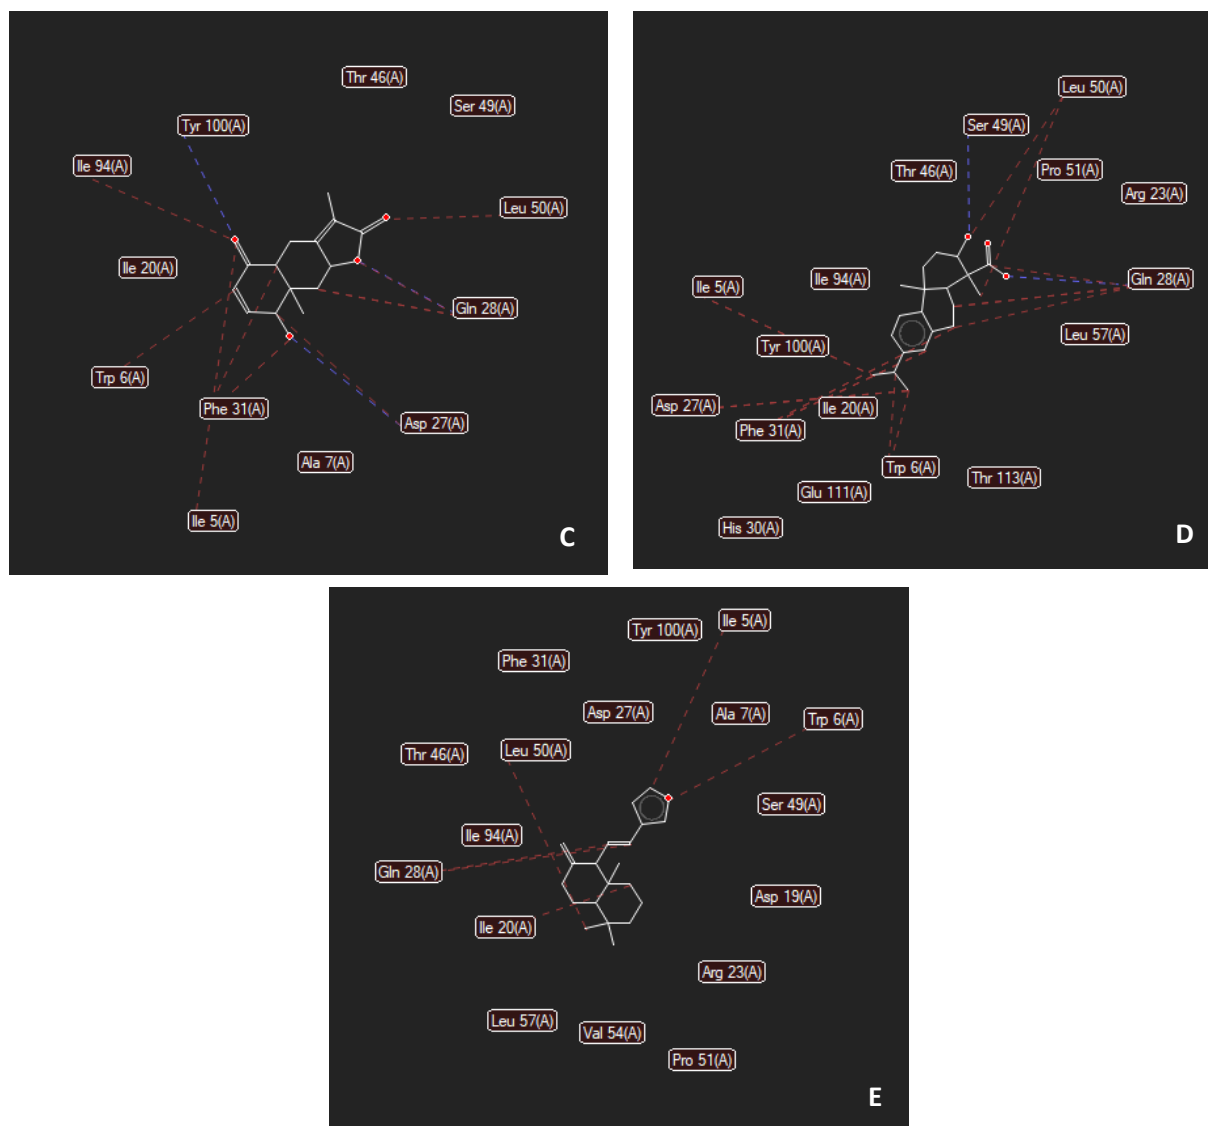 Thr 46(A)
Ser 49(A)
Tyr 100(A)
Ile 94(A)
Leu 50(A)
Ile 20(A)
Gln 28(A)
Trp 6(A)
Phe 31(A)
Asp 27(A)
Ala 7(A)
Ile 5(A)
C
Leu 50(A)
Ser 49(A)
Thr 46(A)
Pro 51(A)
Arg 23(A)
Ile 94(A)
Gln 28(A)
Ile 5(A)
Leu 57(A)
Tyr 100(A)
Asp 27(A)
Ile 20(A)
Phe 31(A)
Trp 6(A)
Thr 113(A)
Glu 111(A)
His 30(A)
D
Ile 5(A)
Tyr 100(A)
Phe 31(A)
Asp 27(A)
Ala 7(A)
Trp 6(A)
Thr 46(A)
Leu 50(A)
Ser 49(A)
Ile 94(A)
Gln 28(A)
Asp 19(A)
Ile 20(A)
Arg 23(A)
Leu 57(A)
Val 54(A)
Pro 51(A)
E